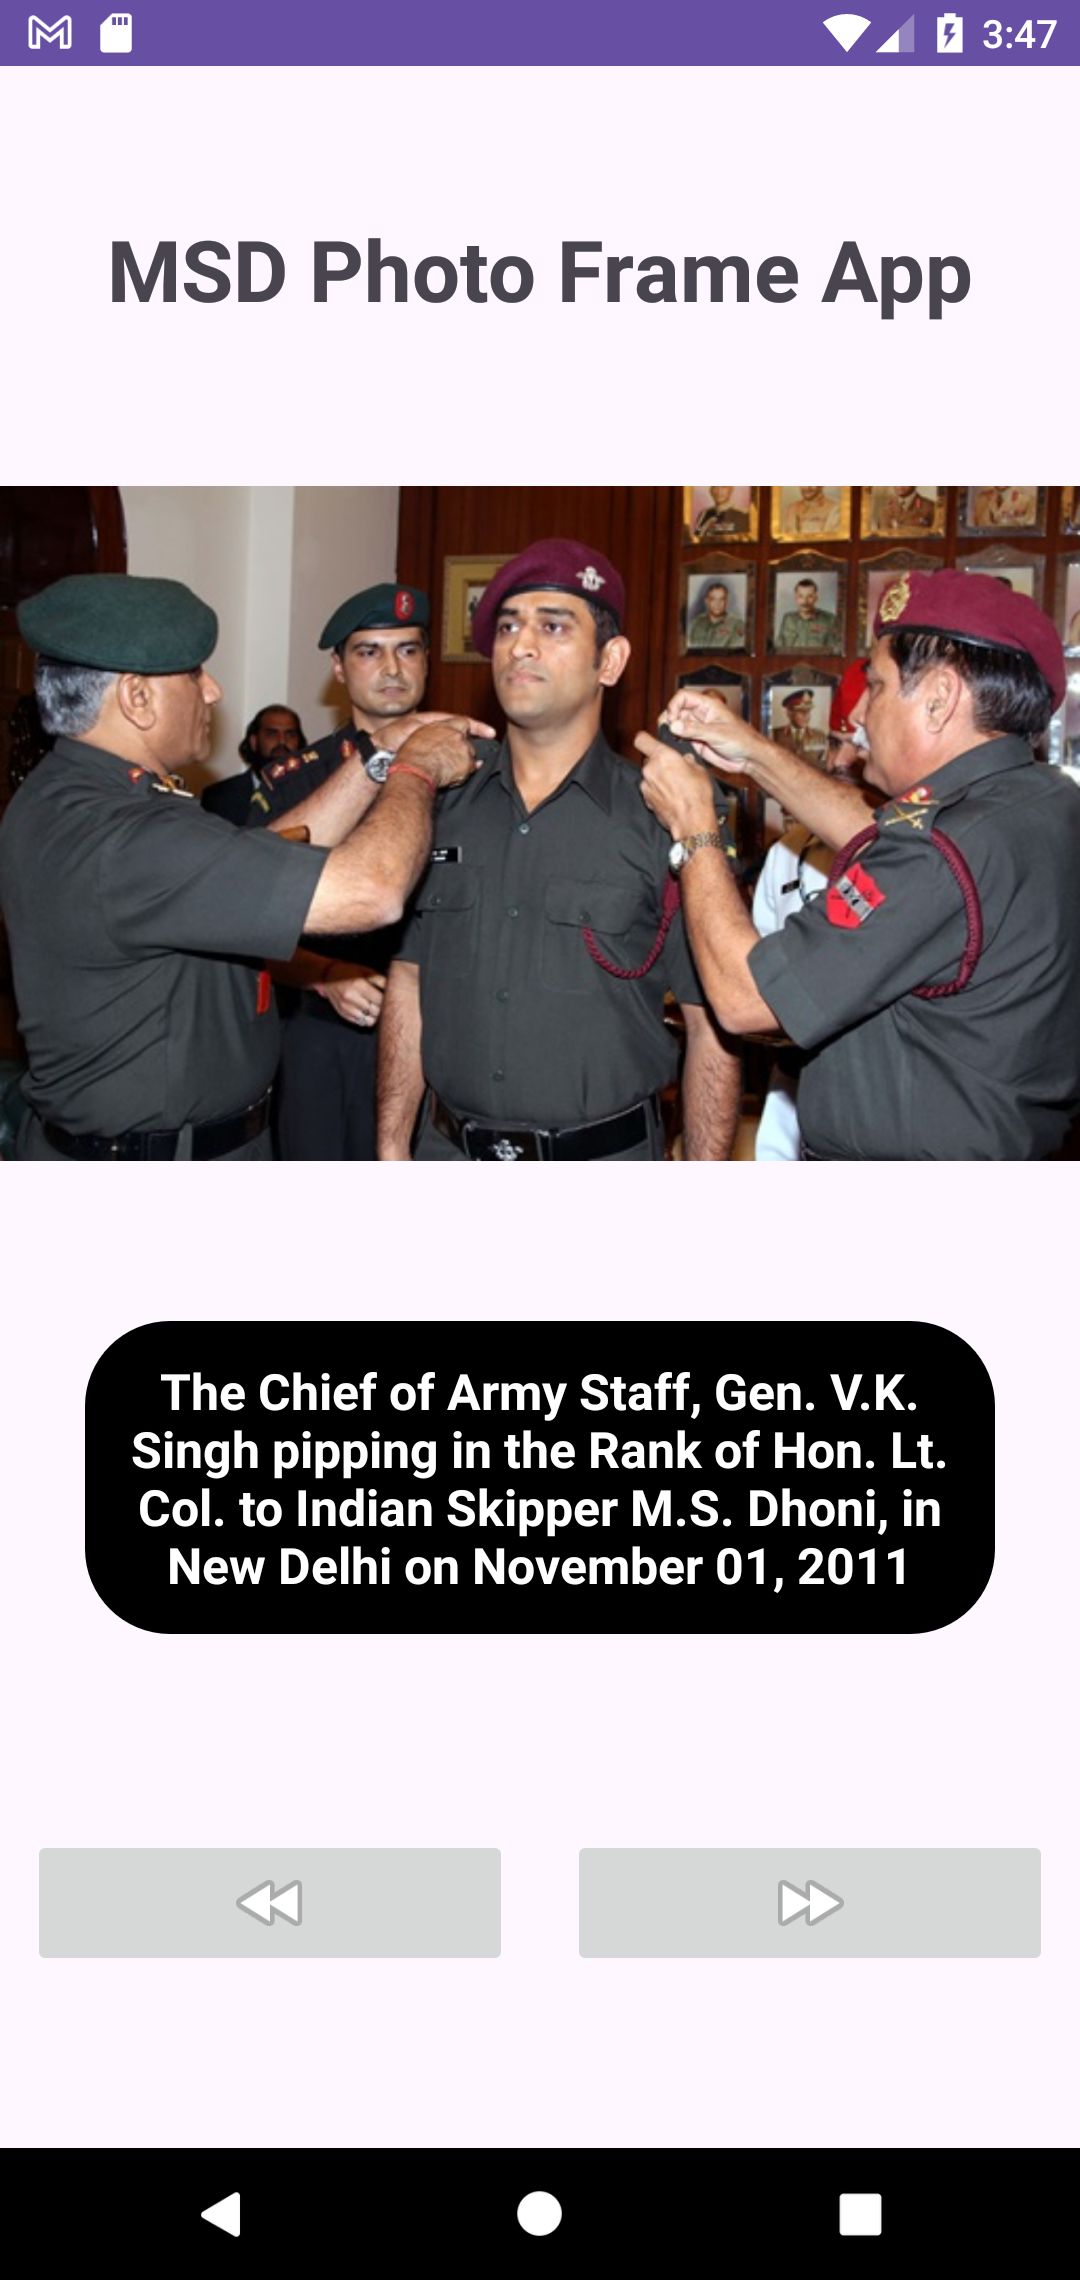 3:47
MSD Photo Frame App
The Chief of Army Staff, Gen. V.K.
Singh pipping in the Rank of Hon. Lt.
Col. to Indian Skipper M.S. Dhoni, in
New Delhi on November 01, 2011